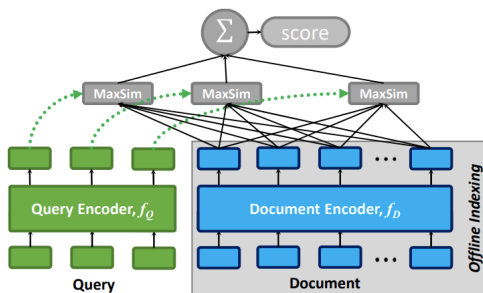 Σ
score
MaxSim
MaxSim
MaxSim
Query Encoder, f_Q
Document Encoder, f_D
Offline Indexing
Query
Document